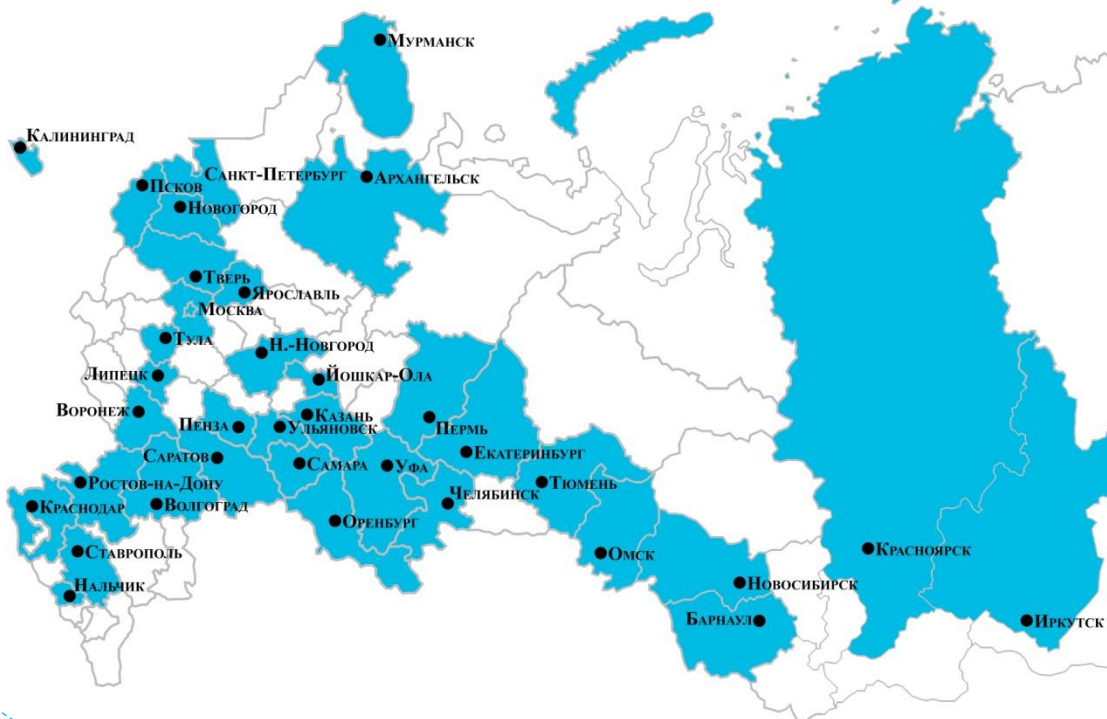 Мурманск
Калининград
Санкт-Петербург
Архангельск
Псков
Новогород
Тверь
Ярославль
Москва
Тула
Н.-Новгород
Липецк
Йошкар-Ола
Воронеж
Казань
Пермь
Пенза
Ульяновск
Екатеринбург
Саратов
Самара
Уфа
Ростов-на-Дону
Тюмень
Челябинск
Краснодар
Волгоград
Оренбург
Ставрополь
Омск
Красноярск
Нальчик
Новосибирск
Барнаул
Иркутск